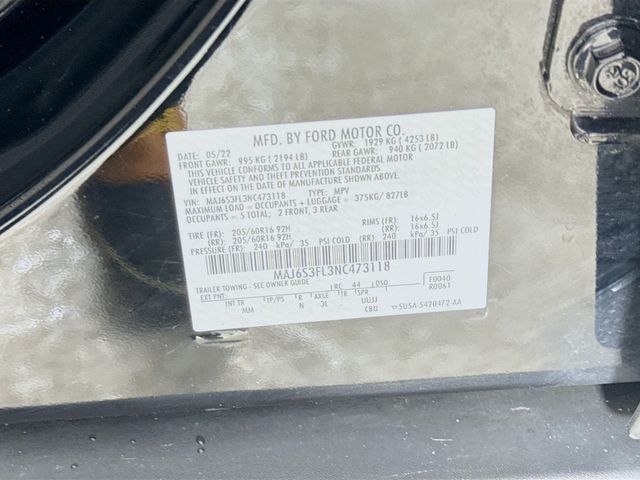 MFD. BY FORD MOTOR CO.
DATE: 05/22 GVWR: 1929 KG ( 4253 LB)
FRONT GAWR: 995 KG ( 2194 LB) REAR GAWR: 940 KG ( 2072 LB)
THIS VEHICLE CONFORMS TO ALL APPLICABLE FEDERAL MOTOR
VEHICLE SAFETY AND BUMPER STANDARDS
IN EFFECT ON THE DATE OF MANUFACTURE SHOWN ABOVE.
VIN: MAJ6S3FL3NC473118 TYPE: MPV
MAXIMUM LOAD = OCCUPANTS + LUGGAGE = 375KG/ 827LB
OCCUPANTS = 5 TOTAL: 2 FRONT, 3 REAR
TIRE (FR): 205/60R16 92H RIMS (FR): 16x6.5J
(RR): 205/60R16 92H (RR): 16x6.5J
PRESSURE (FR): 240 kPa/ 35 PSI COLD (RR): 240 kPa/ 35 PSI COLD
MAJ6S3FL3NC473118
TRAILER TOWING - SEE OWNER GUIDE RC: 44 DSO: F0040
EXT PNT: R0061
INT TR TP/PS R AXLE TR SPR
MM N 3L UUJJ
CBU 5U5A-5420472-AA